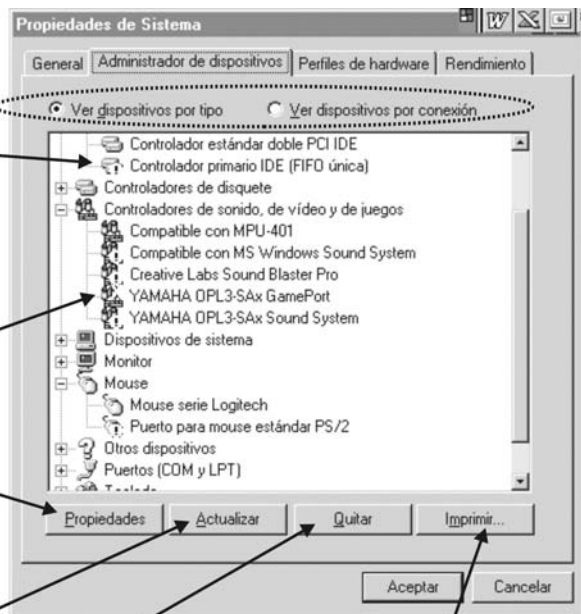 Propiedades de Sistema
W X
General Administrador de dispositivos Perfiles de hardware Rendimiento
Ver dispositivos por tipo Ver dispositivos por conexión
Controlador estándar doble PCI IDE
Controlador primario IDE (FIFO única)
Controladores de disquete
Controladores de sonido, de vídeo y de juegos
Compatible con MPU-401
Compatible con MS Windows Sound System
Creative Labs Sound Blaster Pro
YAMAHA OPL3-SAx GamePort
YAMAHA OPL3-SAx Sound System
Dispositivos de sistema
Monitor
Mouse
Mouse serie Logitech
Puerto para mouse estándar PS/2
Otros dispositivos
Puertos (COM y LPT)
Propiedades Actualizar Quitar Imprimir...
Aceptar Cancelar